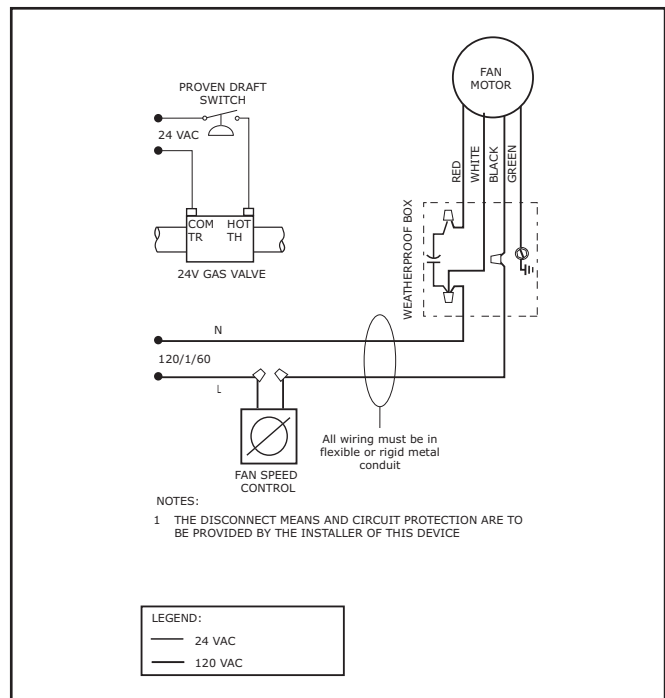 FAN
MOTOR
PROVEN DRAFT
SWITCH
24 VAC
RED
WHITE
BLACK
GREEN
COM HOT
TR TH
24V GAS VALVE
WEATHERPROOF BOX
N
120/1/60
L
All wiring must be in
flexible or rigid metal
conduit
FAN SPEED
CONTROL
NOTES:
1 THE DISCONNECT MEANS AND CIRCUIT PROTECTION ARE TO
BE PROVIDED BY THE INSTALLER OF THIS DEVICE
LEGEND:
24 VAC
120 VAC